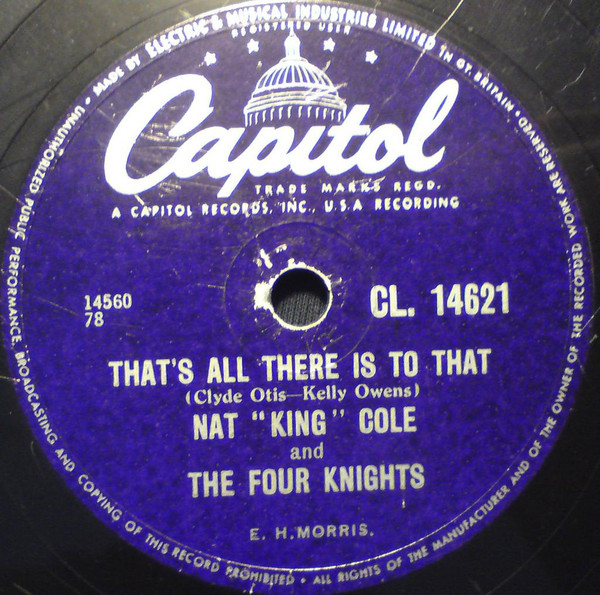 MADE BY ELECTRIC & MUSICAL INDUSTRIES LIMITED IN GT. BRITAIN • ALL RIGHTS OF THE MANUFACTURER AND OF THE OWNER OF THE RECORDED WORK ARE RESERVED
UNAUTHORIZED PUBLIC PERFORMANCE, BROADCASTING AND COPYING OF THIS RECORD PROHIBITED •
REGISTERED USER
Capitol
TRADE MARKS REGD.
A CAPITOL RECORDS, INC., U.S.A RECORDING
14560
78
CL. 14621
THAT'S ALL THERE IS TO THAT
(Clyde Otis—Kelly Owens)
NAT "KING" COLE
and
THE FOUR KNIGHTS
E. H. MORRIS.